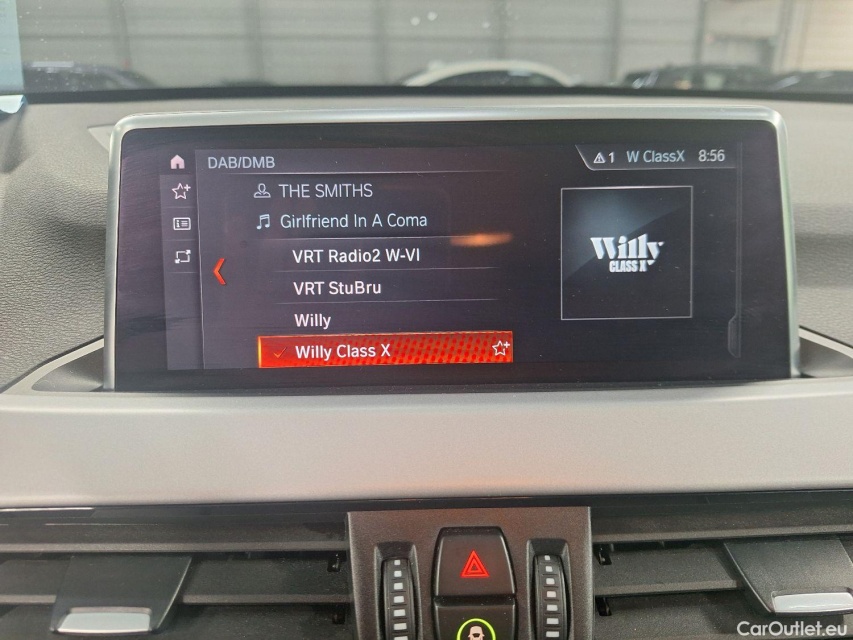 DAB/DMB
1 W ClassX 8:56
THE SMITHS
Girlfriend In A Coma
VRT Radio2 W-VI
VRT StuBru
Willy
Willy Class X
Willy
CLASS X
CarOutlet.eu